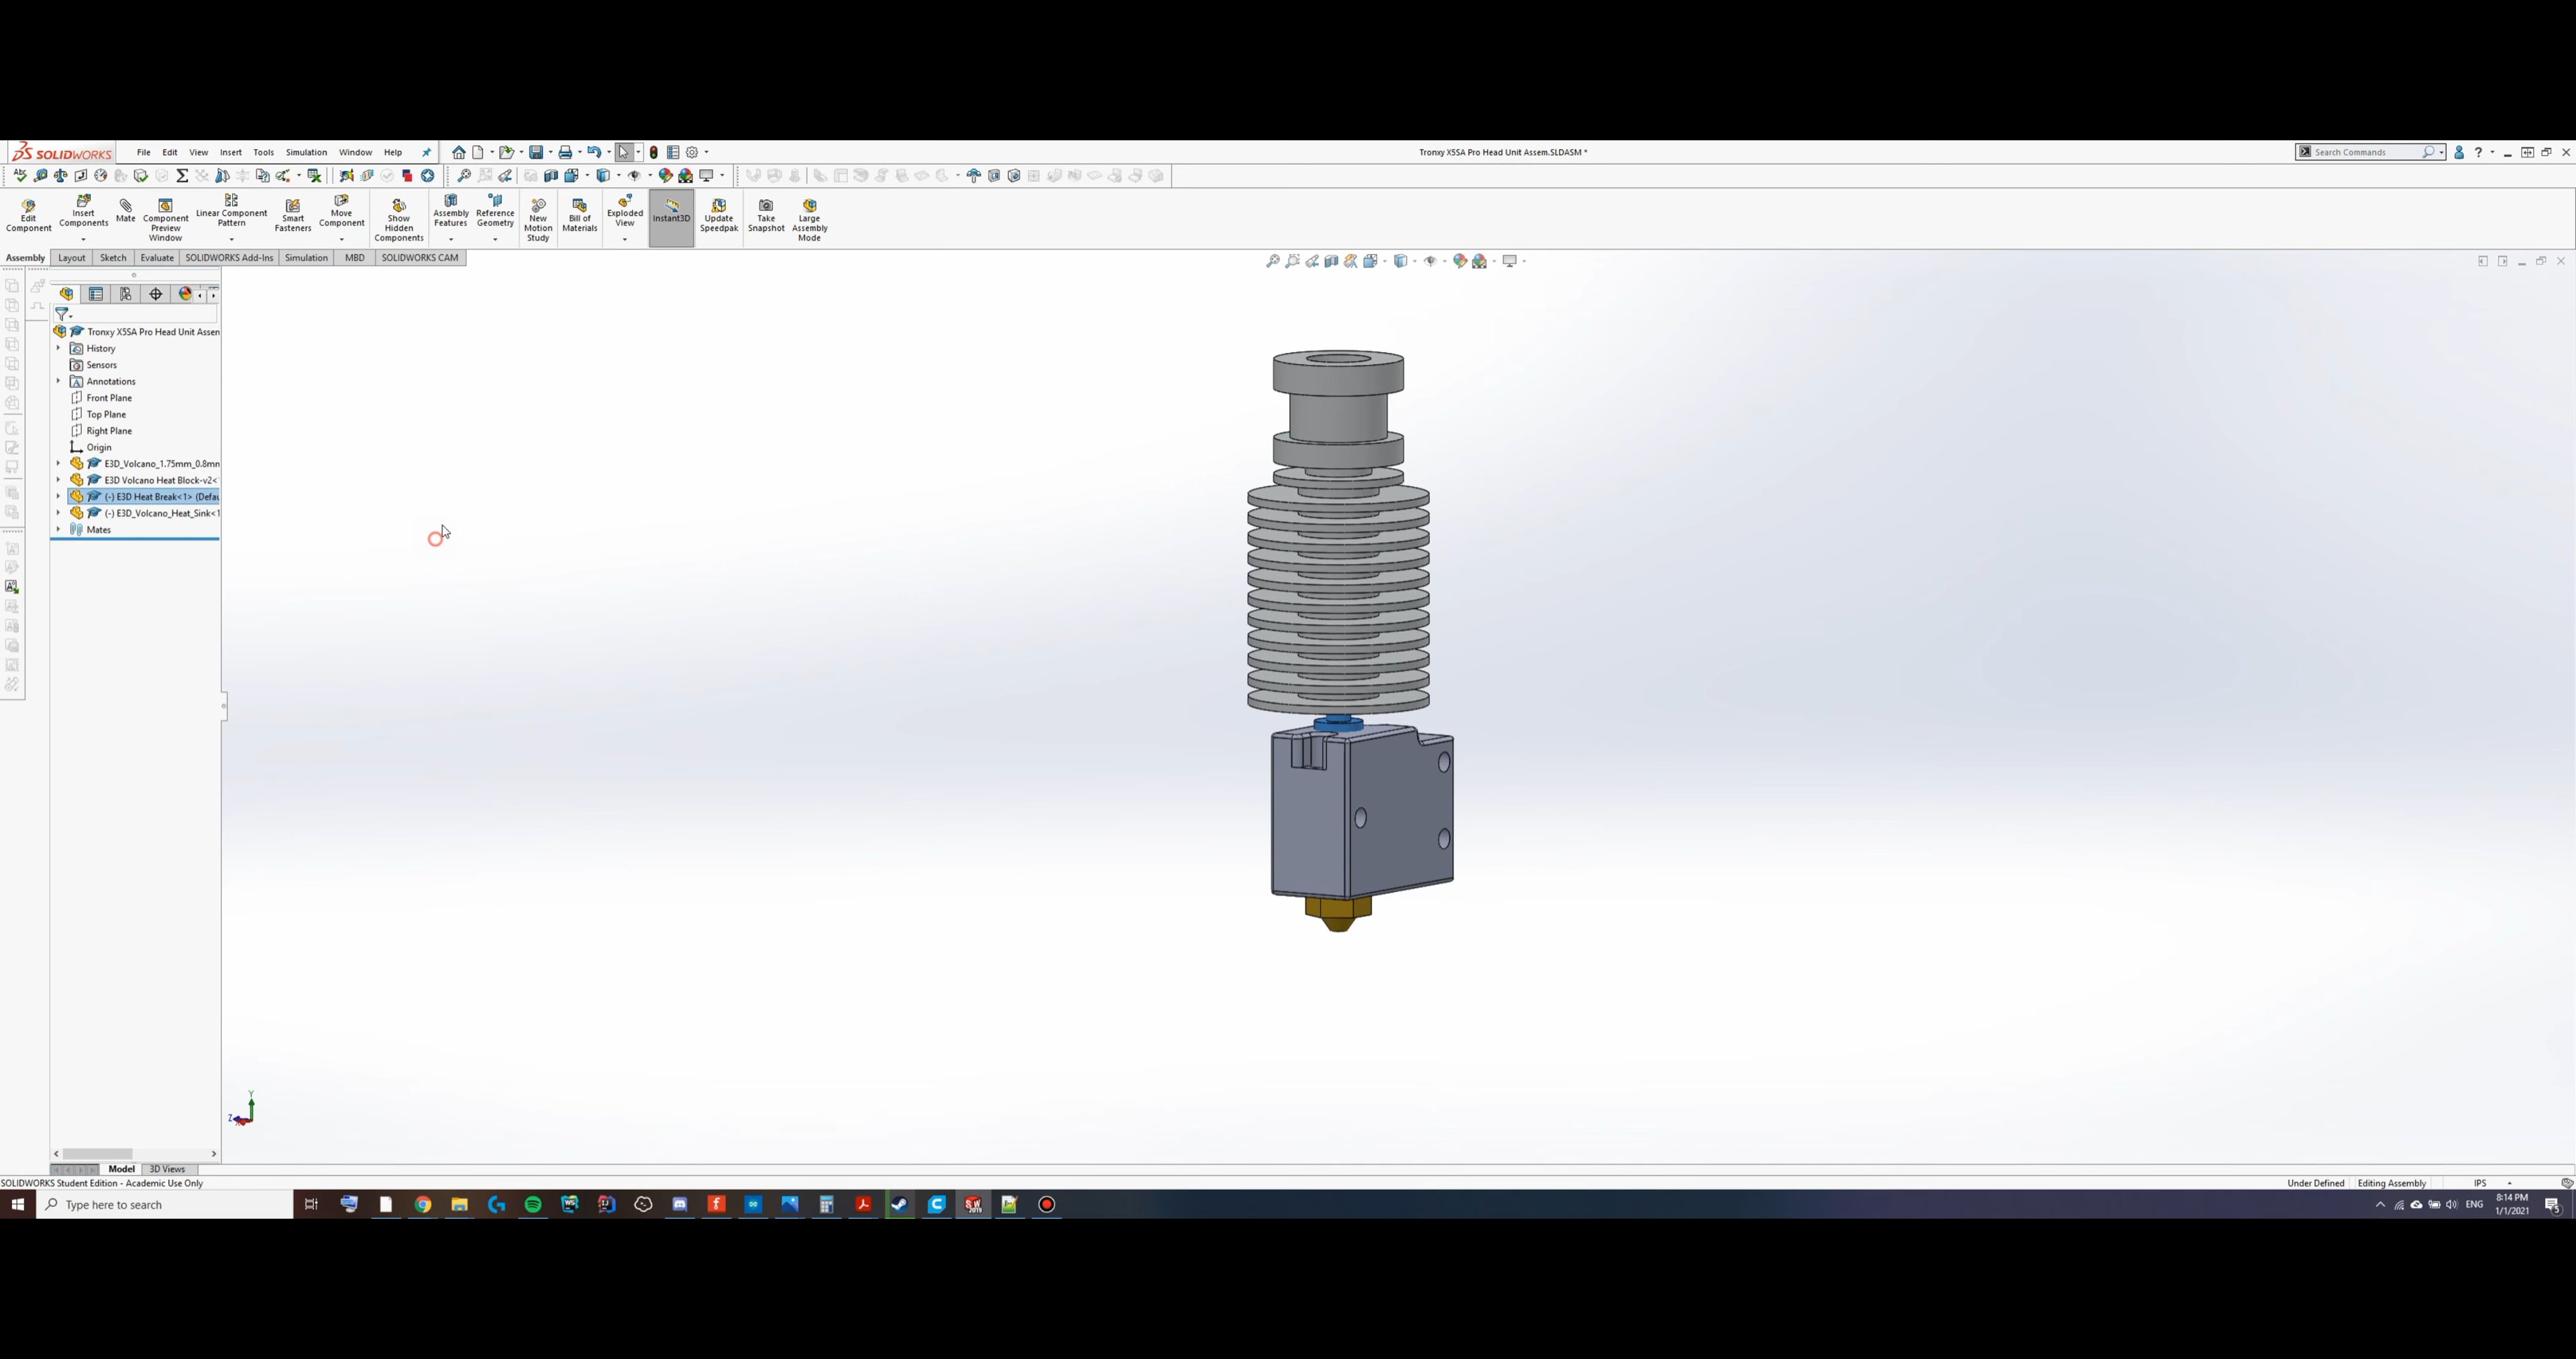 SOLIDWORKS File Edit View Insert Tools Simulation Window Help Tronxy X5SA Pro Head Unit Assem.SLDASM * Search Commands
Edit Component
Insert Components
Mate
Component Preview Window
Linear Component Pattern
Smart Fasteners
Move Component
Show Hidden Components
Assembly Features
Reference Geometry
New Motion Study
Bill of Materials
Exploded View
Instant3D
Update Speedpak
Take Snapshot
Large Assembly Mode
Assembly Layout Sketch Evaluate SOLIDWORKS Add-Ins Simulation MBD SOLIDWORKS CAM
Tronxy X5SA Pro Head Unit Assen
History
Sensors
Annotations
Front Plane
Top Plane
Right Plane
Origin
E3D_Volcano_1.75mm_0.8mm
E3D Volcano Heat Block-v2<
(-) E3D Heat Break<1> (Defau
(-) E3D_Volcano_Heat_Sink<1
Mates
Y
Z
Model 3D Views
SOLIDWORKS Student Edition - Academic Use Only Under Defined Editing Assembly IPS
Type here to search ENG 8:14 PM
1/1/2021